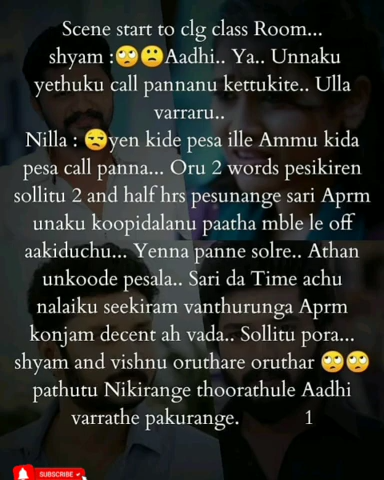 Scene start to clg class Room...
shyam :🙄🙁Aadhi.. Ya.. Unnaku
yethuku call pannanu kettukite.. Ulla
varraru..
Nilla : 😒yen kide pesa ille Ammu kida
pesa call panna... Oru 2 words pesikiren
sollitu 2 and half hrs pesunange sari Aprm
unaku koopidalanu paatha mble le off
aakiduchu... Yenna panne solre.. Athan
unkoode pesala.. Sari da Time achu
nalaiku seekiram vanthurunga Aprm
konjam decent ah vada.. Sollitu pora...
shyam and vishnu oruthare oruthar 🙄🙄
pathutu Nikirange thoorathule Aadhi
varrathe pakurange. 1
SUBSCRIBE